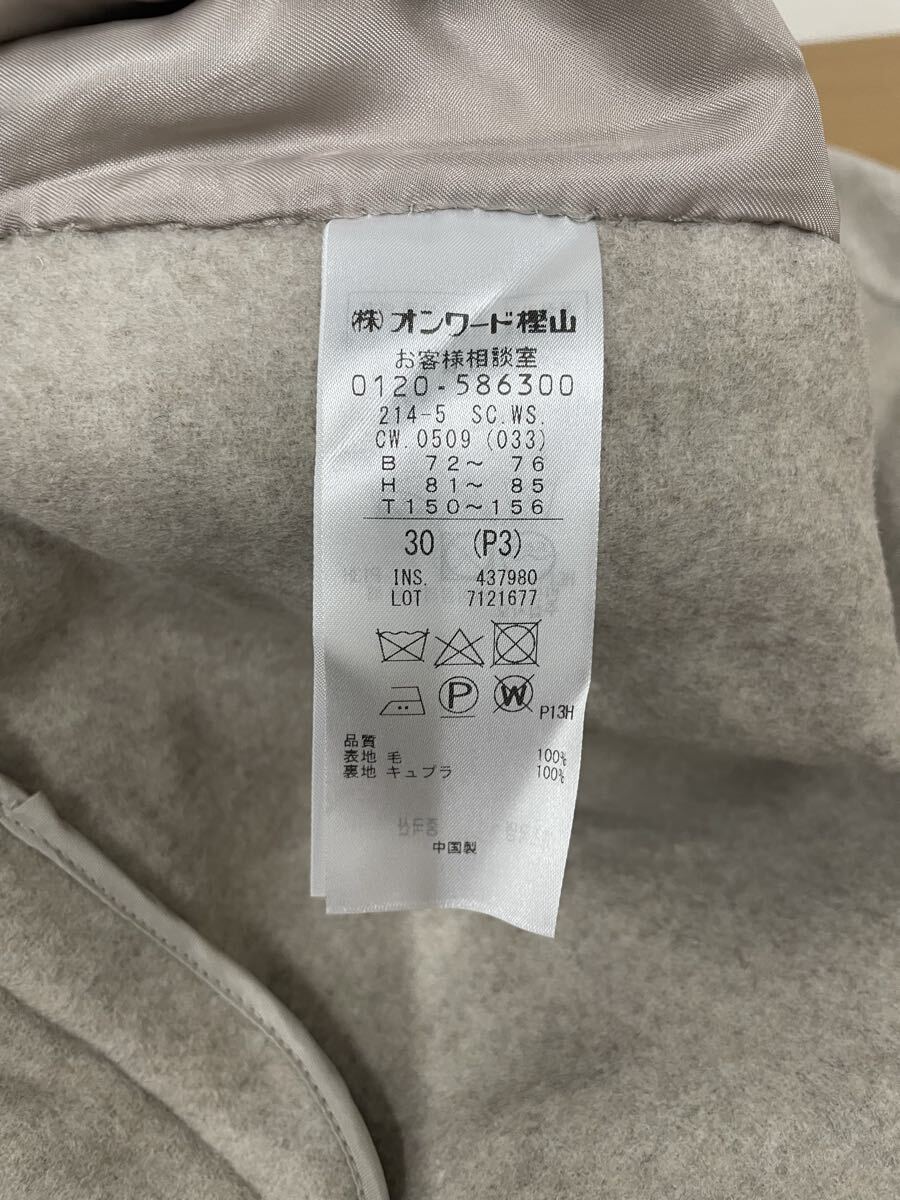 ㈱オンワード樫山
お客様相談室
0120-586300
214-5 SC.WS.
CW.0509 (033)
B 72～ 76
H 81～ 85
T150～156
30 (P3)
INS. 437980
LOT 7121677
P W P13H
品質
表地 毛 100%
裏地 キュプラ 100%
中国製